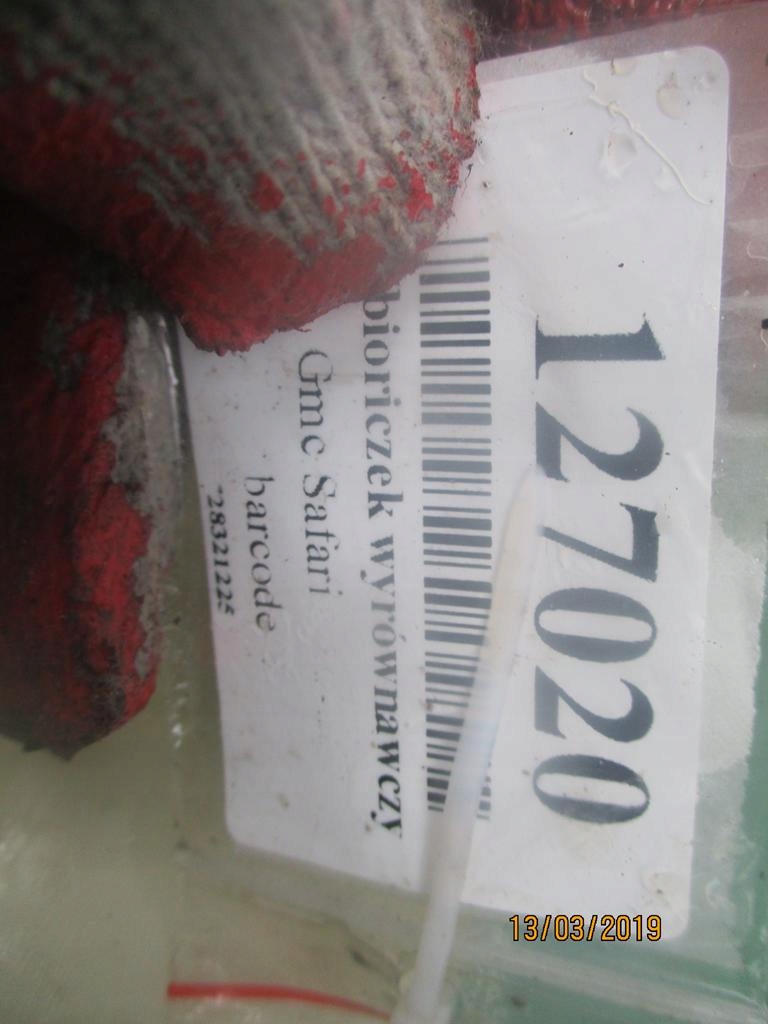 127020
bioriczek wyrównawczy
Gmc Safari
barcode
28321225
13/03/2019